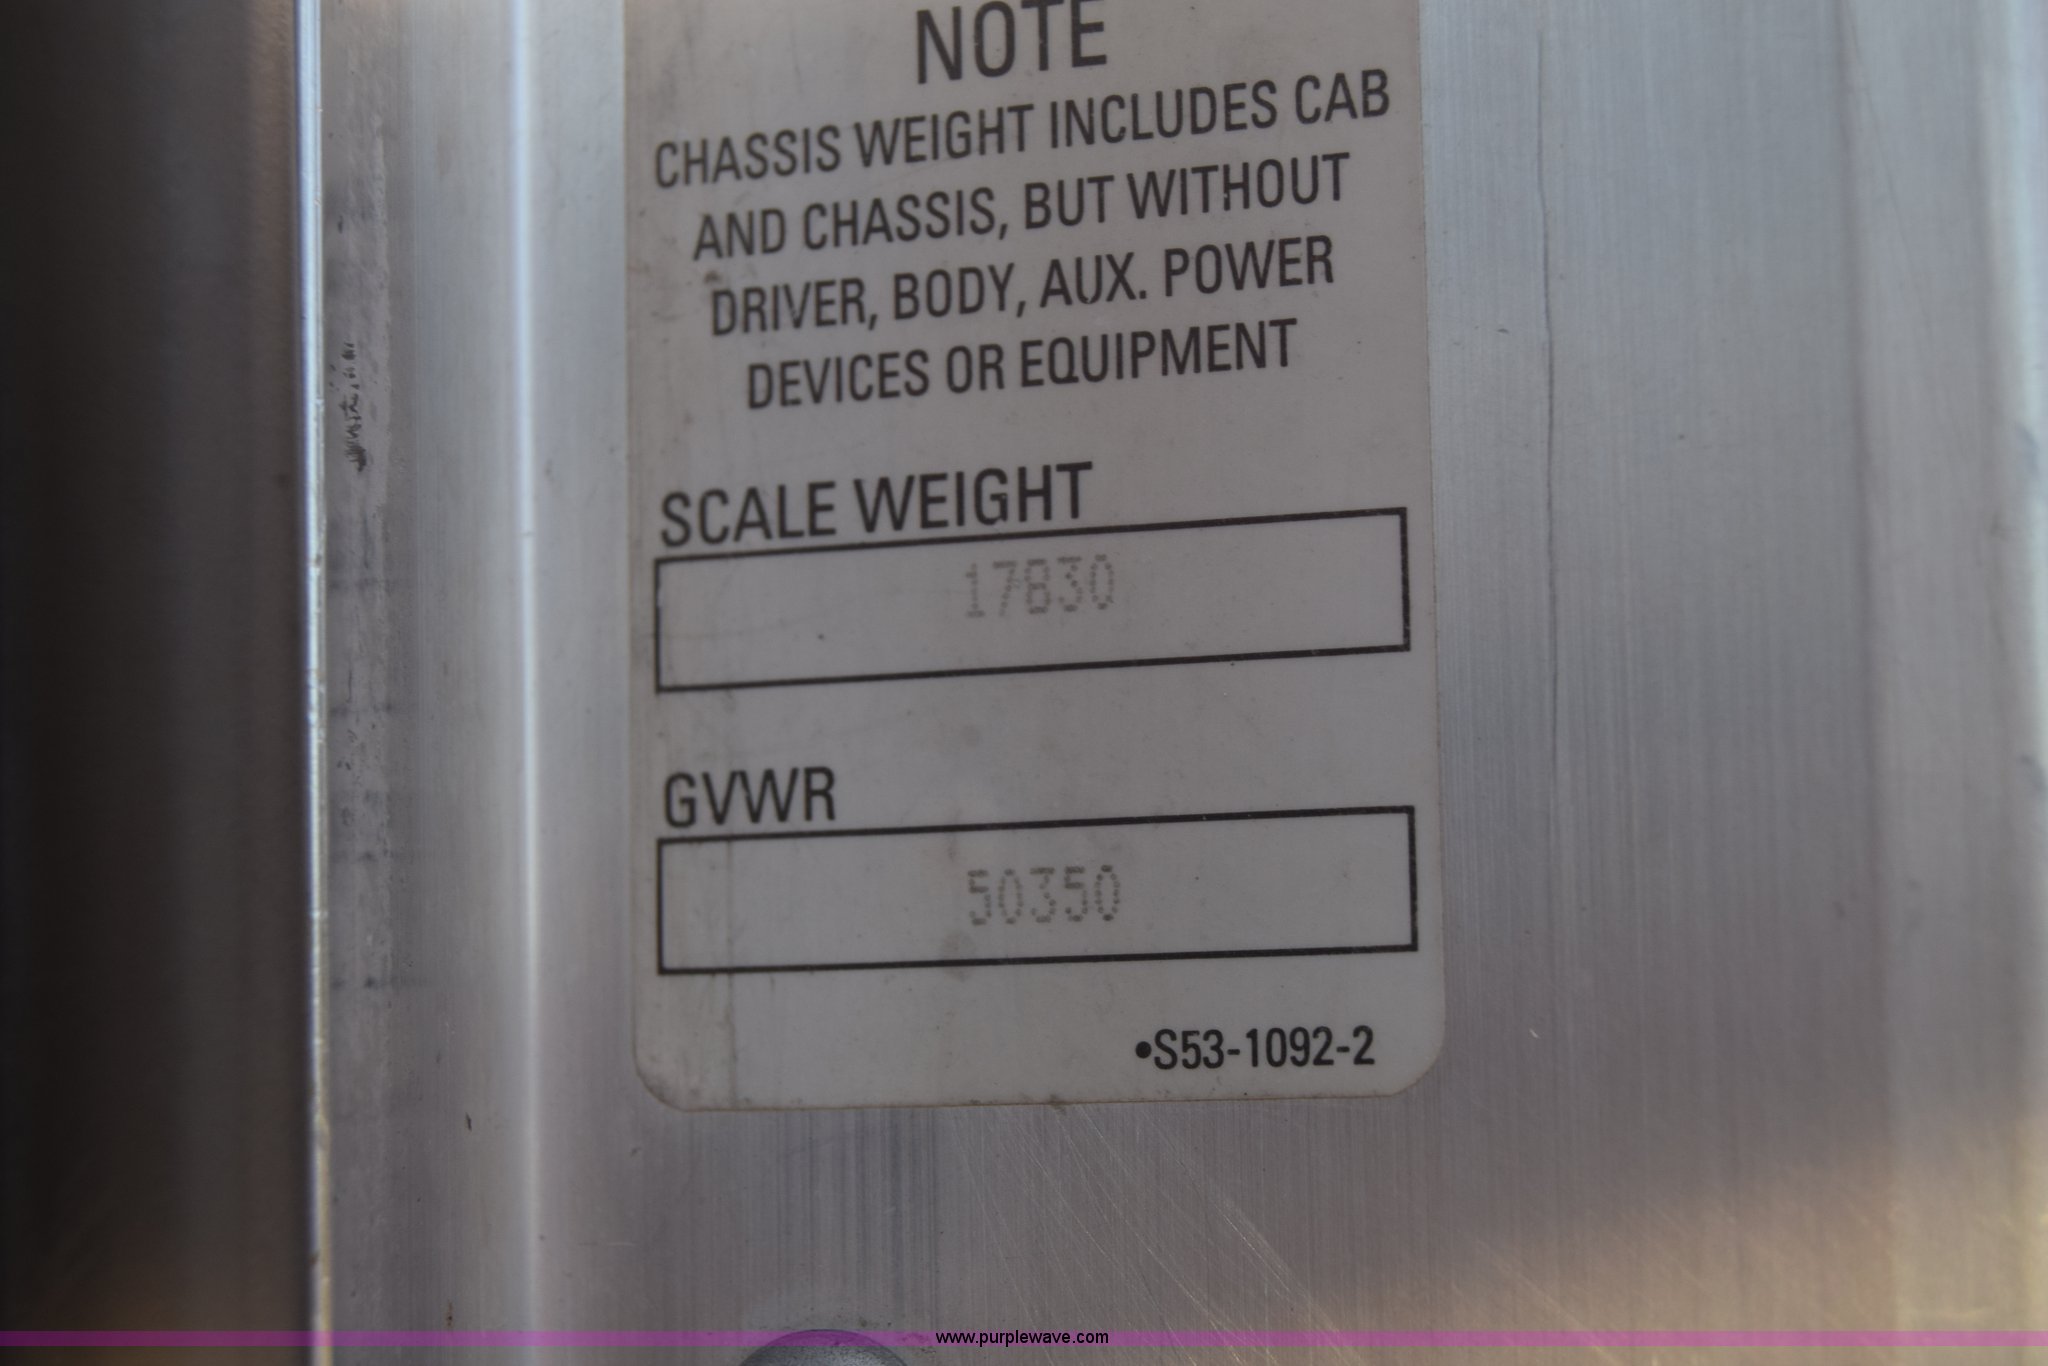 NOTE
CHASSIS WEIGHT INCLUDES CAB
AND CHASSIS, BUT WITHOUT
DRIVER, BODY, AUX. POWER
DEVICES OR EQUIPMENT
SCALE WEIGHT
17830
GVWR
50350
•S53-1092-2
www.purplewave.com